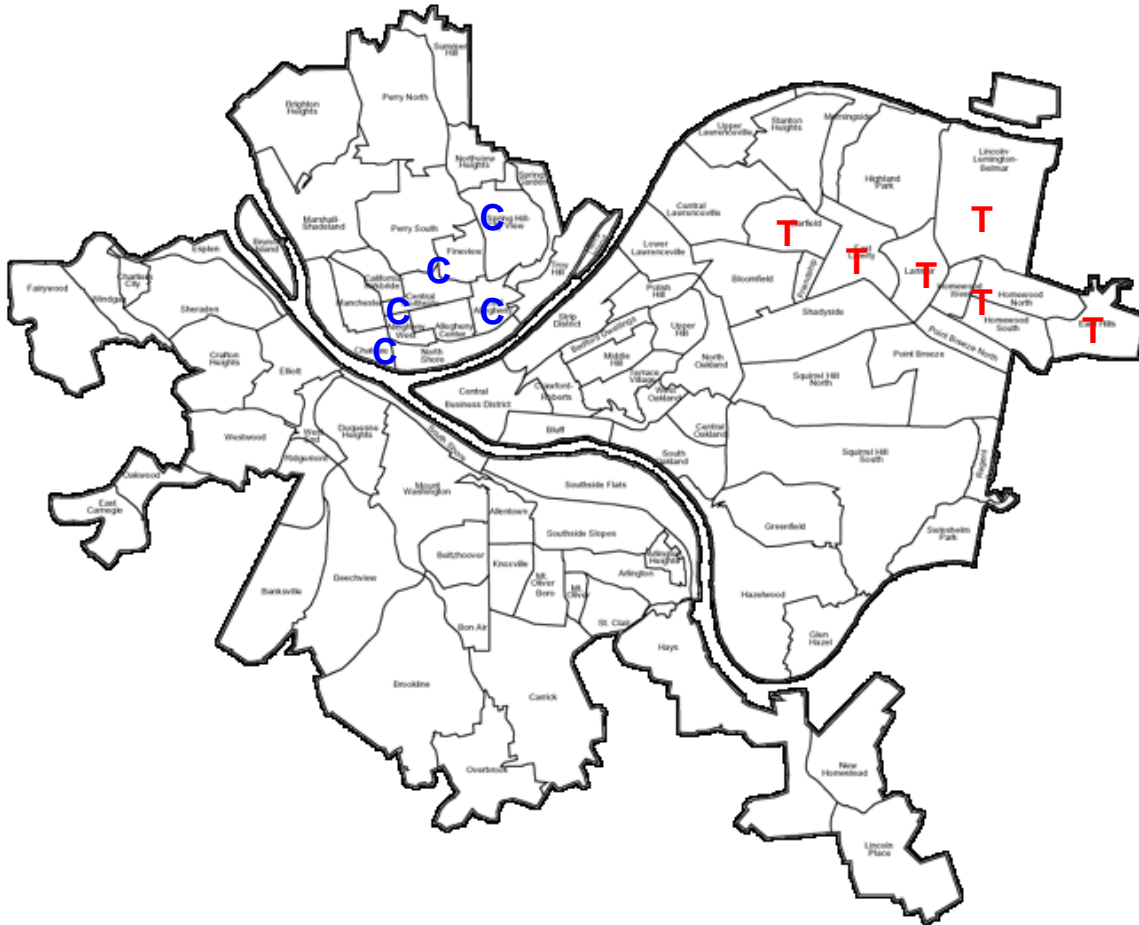 Summer
Hill
Perry North
Brighton
Heights
Upper
Lawrenceville
Stanton
Heights
Morningside
Lincoln-
Lemington-
Belmar
Northview
Heights
Spring
Garden
Highland
Park
C
T
Central
Lawrenceville
Marshall-
Shadeland
Perry South
Spring Hill-
View
T
Garfield
Fineview
Lower
Lawrenceville
Esplen
Troy
Hill
T
East
Liberty
T
Larimer
C
Bloomfield
Friendship
Fairywood
Windgap
Chartiers
City
California
Kirkbride
Polish
Hill
Homewood
West
T
Homewood
North
Manchester
C
Central
C
Allegheny
Sheraden
Strip
District
Shadyside
Homewood
South
T
East Hills
Allegheny
West
Allegheny
Center
Bedford Dwellings
Upper
Hill
Point Breeze North
C
Chateau
North
Shore
Crafton
Heights
Elliott
Middle
Hill
North
Oakland
Point Breeze
Terrace
Village
Squirrel Hill
North
Central
Business District
Crawford-
Roberts
West
Oakland
Westwood
West
End
Duquesne
Heights
South Shore
Bluff
Central
Oakland
Ridgemont
South
Oakland
Squirrel Hill
South
Regent
Oakwood
East
Carnegie
Mount
Washington
Southside Flats
Allentown
Greenfield
Swisshelm
Park
Southside Slopes
Beltzhoover
Knoxville
Arlington
Heights
Arlington
Banksville
Beechview
Mt.
Oliver
Boro
Mt.
Oliver
Hazelwood
Bon Air
St. Clair
Glen
Hazel
Hays
Brookline
Carrick
Overbrook
New
Homestead
Lincoln
Place